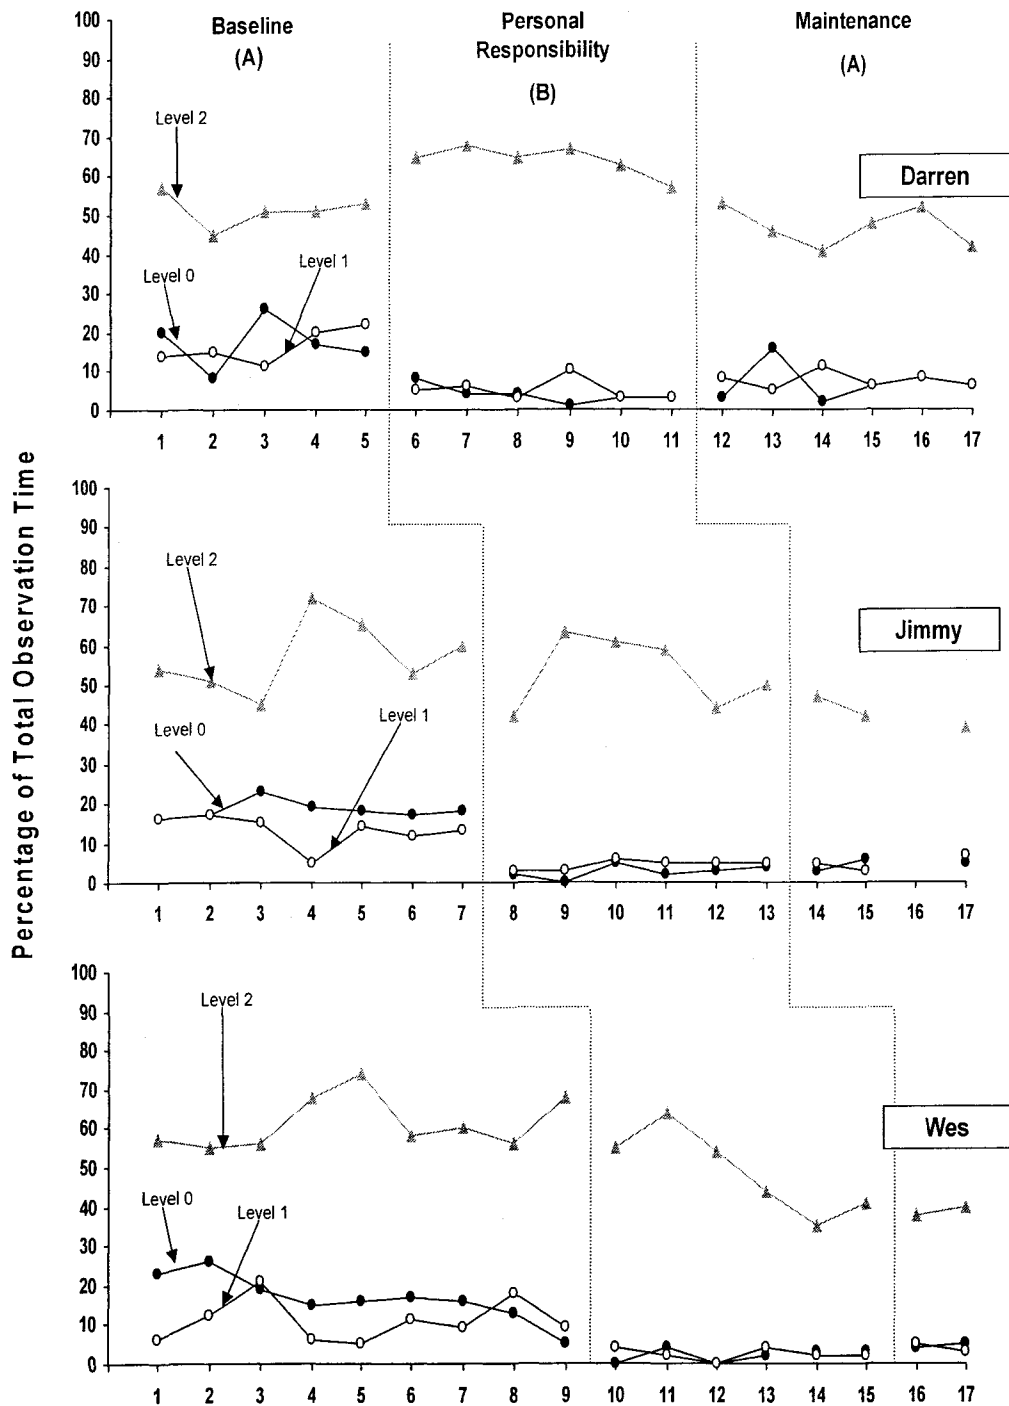 Baseline
(A)
Personal
Responsibility
(B)
Maintenance
(A)
Percentage of Total Observation Time
100
90
80
70
60
50
40
30
20
10
0
Level 2
Level 0
Level 1
Darren
1 2 3 4 5 6 7 8 9 10 11 12 13 14 15 16 17
100
90
80
70
60
50
40
30
20
10
0
Level 2
Level 0
Level 1
Jimmy
1 2 3 4 5 6 7 8 9 10 11 12 13 14 15 16 17
100
90
80
70
60
50
40
30
20
10
0
Level 2
Level 0
Level 1
Wes
1 2 3 4 5 6 7 8 9 10 11 12 13 14 15 16 17